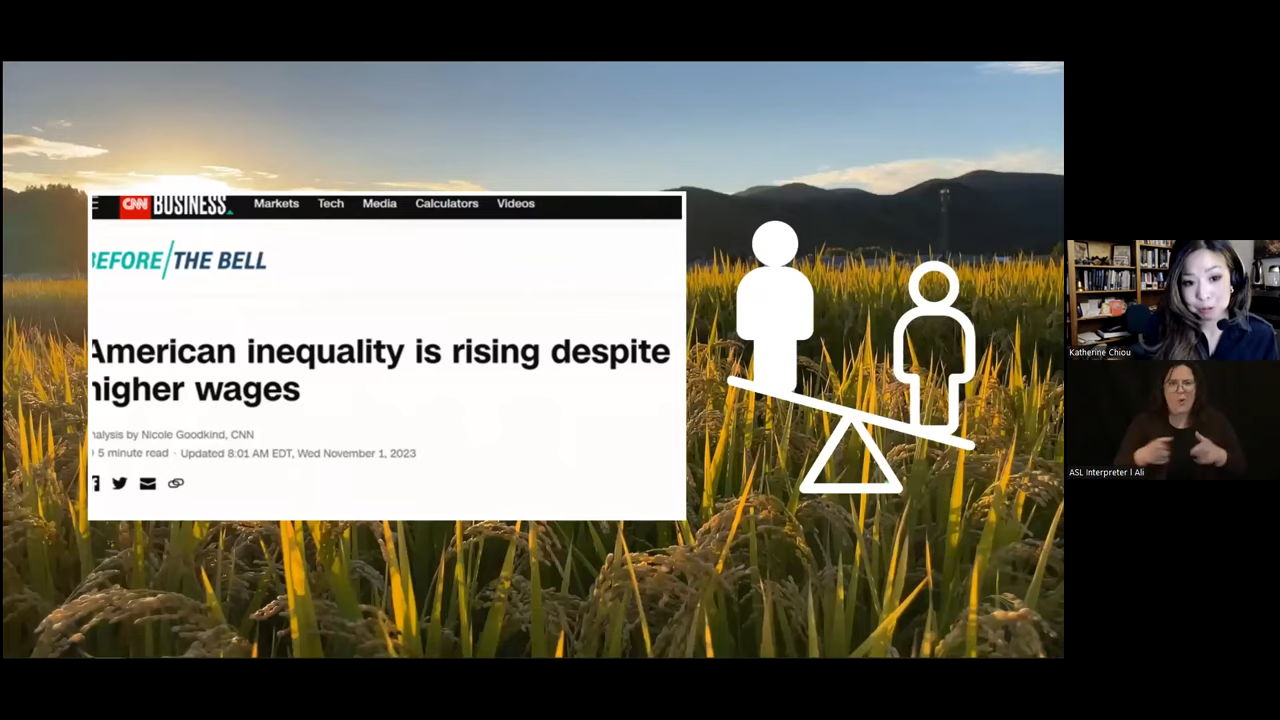 CNN BUSINESS Markets Tech Media Calculators Videos
BEFORE/THE BELL
American inequality is rising despite
higher wages
nalysis by Nicole Goodkind, CNN
5 minute read · Updated 8:01 AM EDT, Wed November 1, 2023
Katherine Chiou
ASL Interpreter l Ali